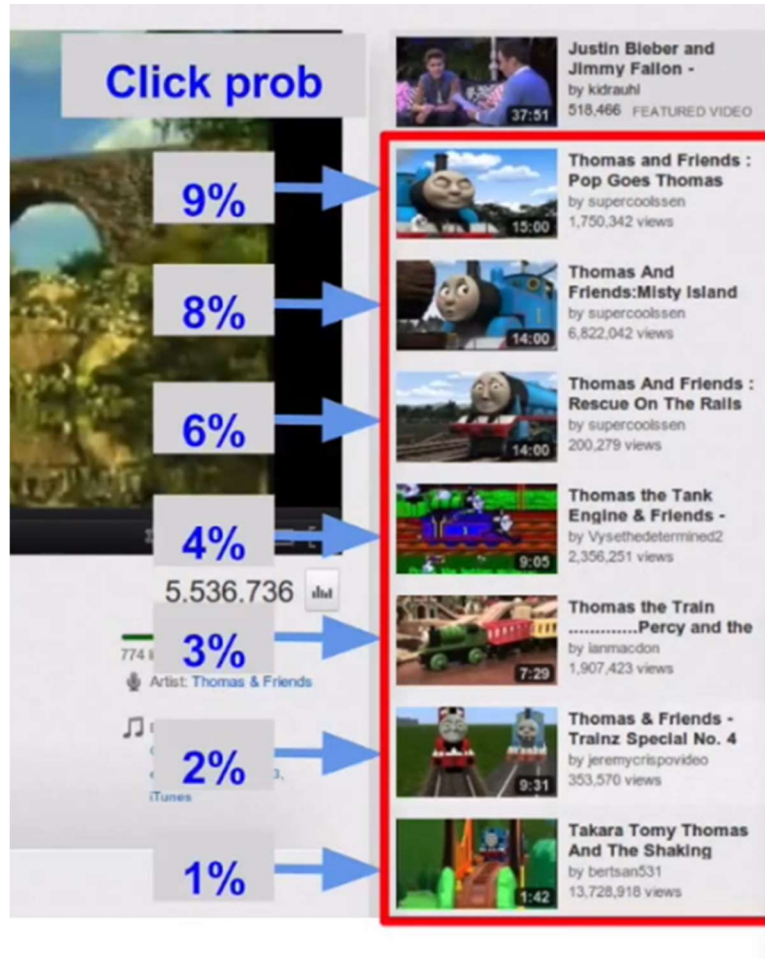 Click prob
9%
8%
6%
4%
5.536.736
3%
774
Artist: Thomas & Friends
2%
3,
iTunes
1%
37:51
Justin Bieber and
Jimmy Fallon -
by kidrauhl
518,466 FEATURED VIDEO
15:00
Thomas and Friends :
Pop Goes Thomas
by supercoolssen
1,750,342 views
14:00
Thomas And
Friends:Misty Island
by supercoolssen
6,822,042 views
14:00
Thomas And Friends :
Rescue On The Rails
by supercoolssen
200,279 views
9:05
Thomas the Tank
Engine & Friends -
by Vysethedetermined2
2,356,251 views
7:29
Thomas the Train
.............Percy and the
by ianmacdon
1,907,423 views
9:31
Thomas & Friends -
Trainz Special No. 4
by jeremycrispovideo
353,570 views
1:42
Takara Tomy Thomas
And The Shaking
by bertsan531
13,728,918 views